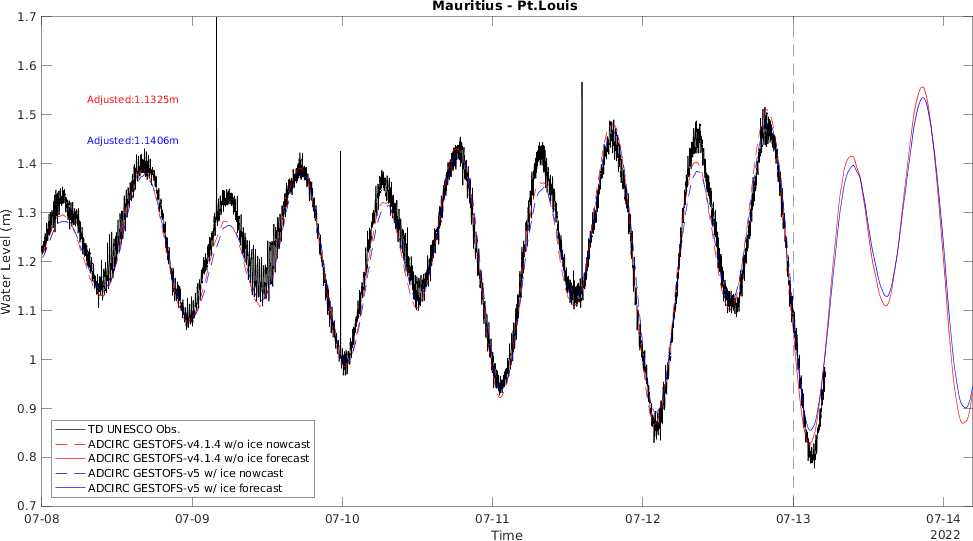 Mauritius - Pt.Louis
1.7
1.6
1.5
1.4
1.3
1.2
1.1
1
0.9
0.8
0.7
Water Level (m)
Adjusted:1.1325m
Adjusted:1.1406m
TD UNESCO Obs.
ADCIRC GESTOFS-v4.1.4 w/o ice nowcast
ADCIRC GESTOFS-v4.1.4 w/o ice forecast
ADCIRC GESTOFS-v5 w/ ice nowcast
ADCIRC GESTOFS-v5 w/ ice forecast
07-08 07-09 07-10 07-11 07-12 07-13 07-14
Time
2022